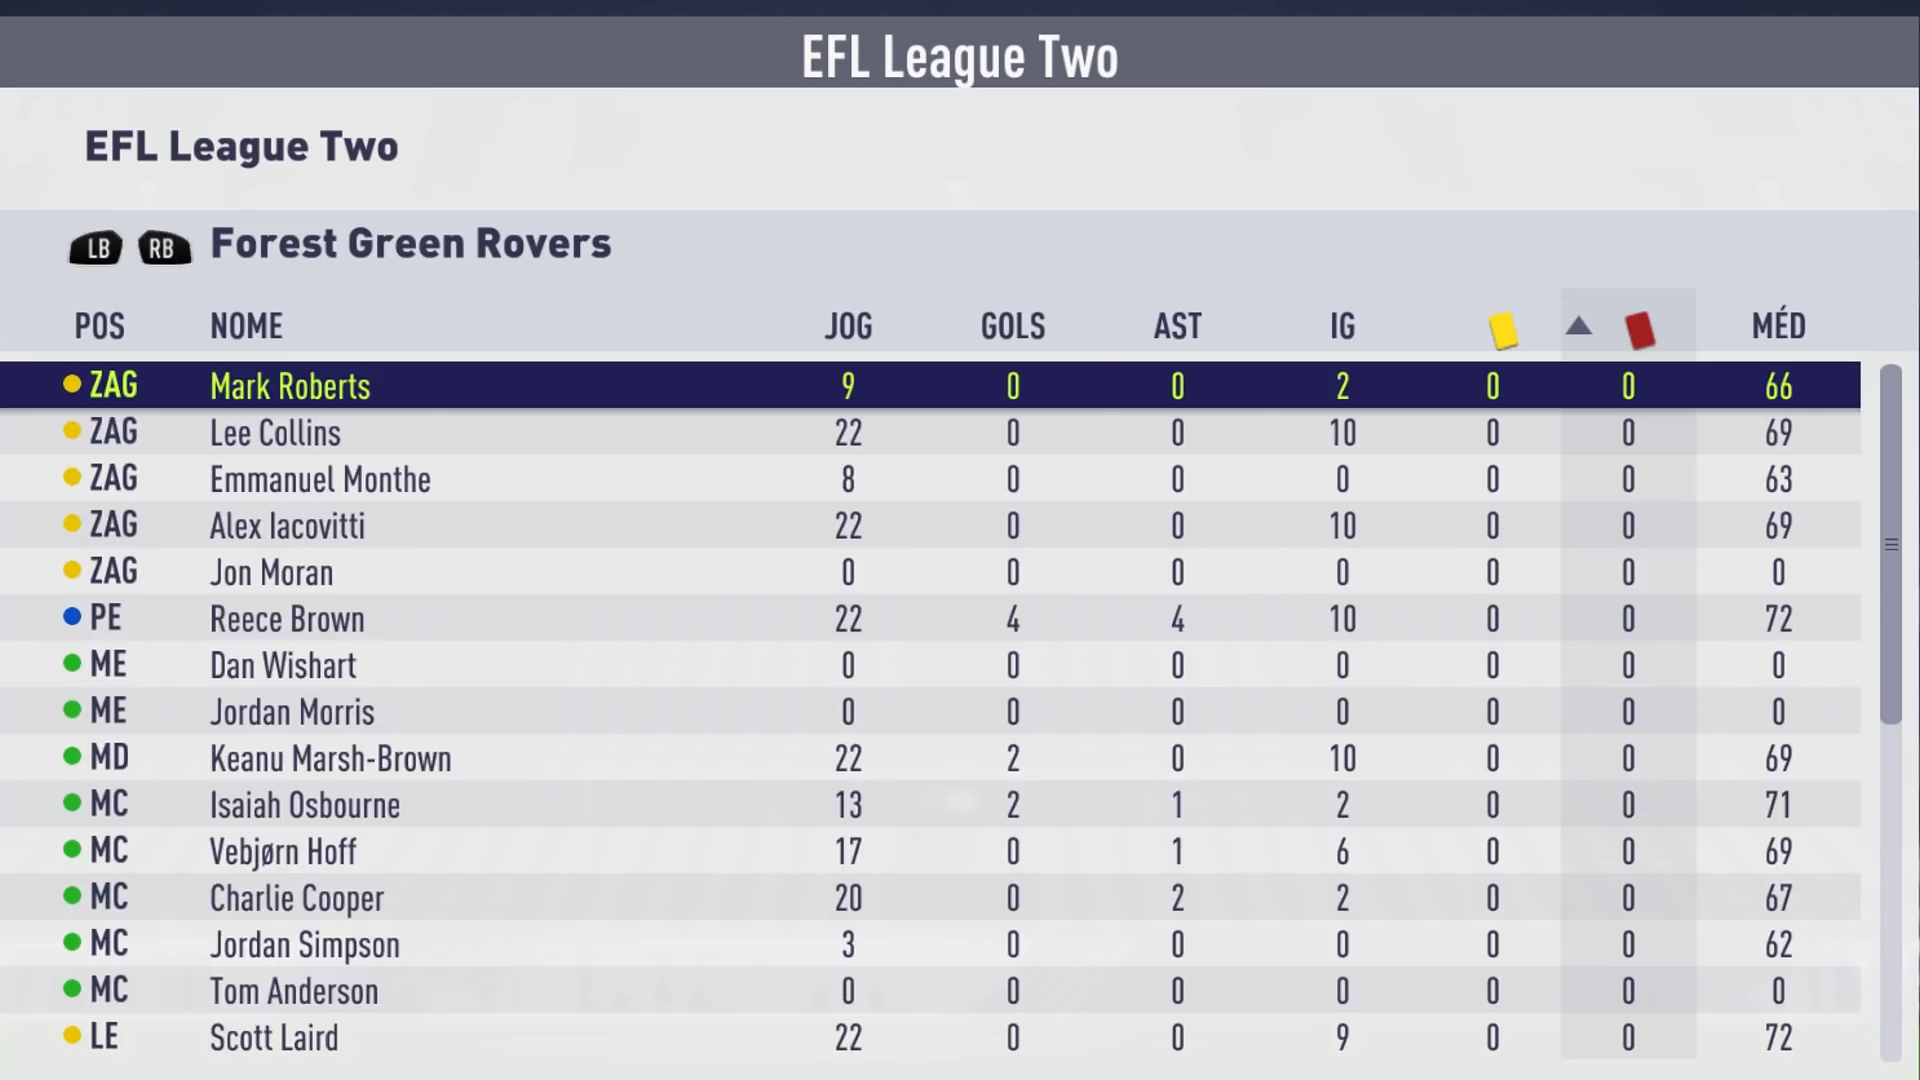 EFL League Two
EFL League Two
LB RB Forest Green Rovers
POS NOME JOG GOLS AST IG MÉD
ZAG Mark Roberts 9 0 0 2 0 0 66
ZAG Lee Collins 22 0 0 10 0 0 69
ZAG Emmanuel Monthe 8 0 0 0 0 0 63
ZAG Alex Iacovitti 22 0 0 10 0 0 69
ZAG Jon Moran 0 0 0 0 0 0 0
PE Reece Brown 22 4 4 10 0 0 72
ME Dan Wishart 0 0 0 0 0 0 0
ME Jordan Morris 0 0 0 0 0 0 0
MD Keanu Marsh-Brown 22 2 0 10 0 0 69
MC Isaiah Osbourne 13 2 1 2 0 0 71
MC Vebjørn Hoff 17 0 1 6 0 0 69
MC Charlie Cooper 20 0 2 2 0 0 67
MC Jordan Simpson 3 0 0 0 0 0 62
MC Tom Anderson 0 0 0 0 0 0 0
LE Scott Laird 22 0 0 9 0 0 72